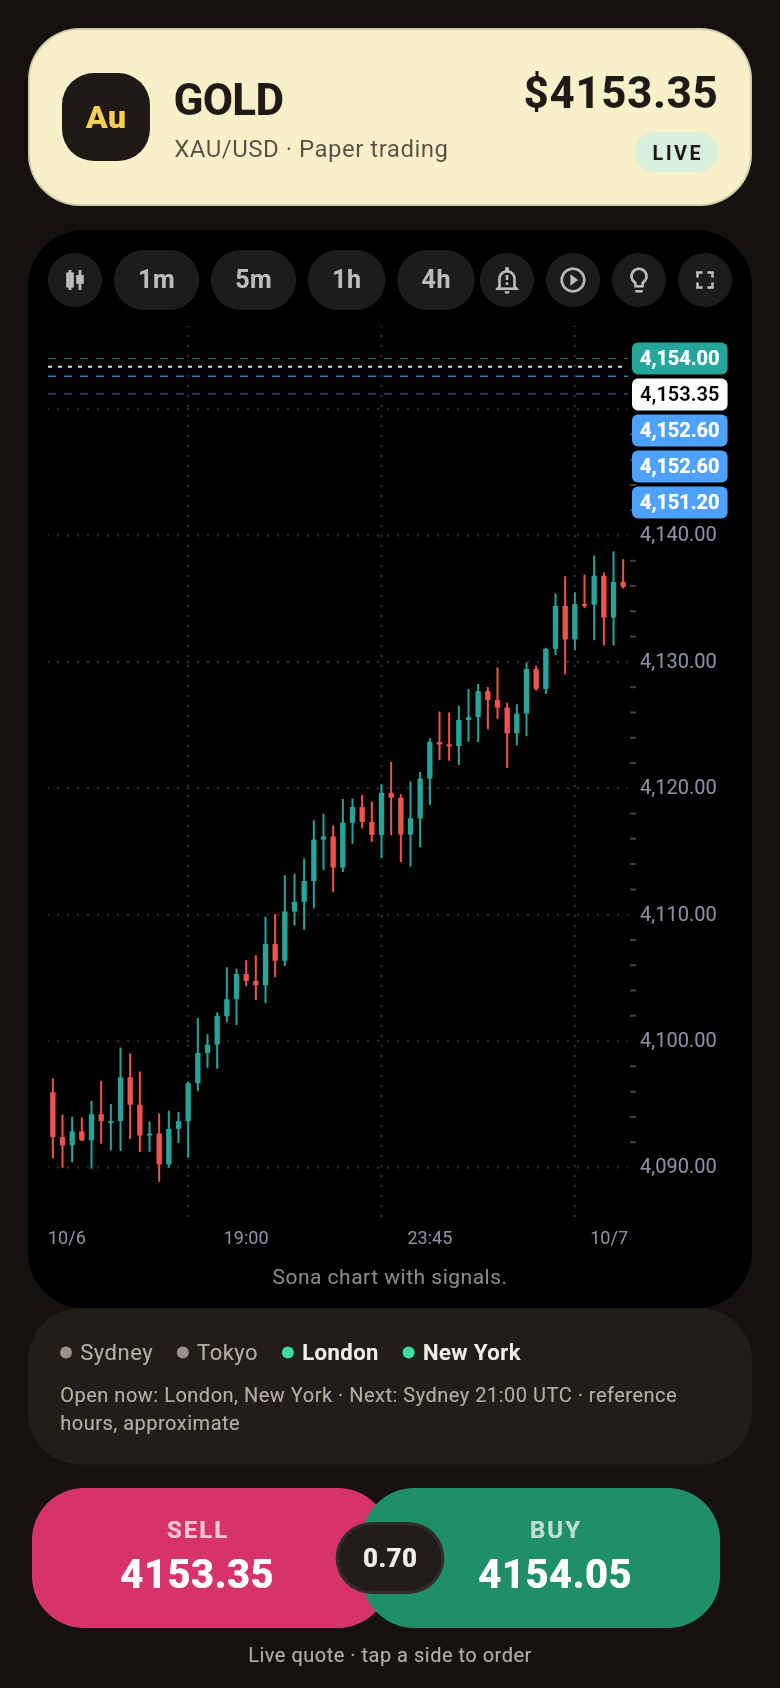 Au
GOLD
$4153.35
XAU/USD · Paper trading
LIVE
1m 5m 1h 4h
4,154.00
4,153.35
4,152.60
4,152.60
4,151.20
4,140.00
4,130.00
4,120.00
4,110.00
4,100.00
4,090.00
10/6 19:00 23:45 10/7
Sona chart with signals.
Sydney Tokyo London New York
Open now: London, New York · Next: Sydney 21:00 UTC · reference
hours, approximate
SELL BUY
4153.35 0.70 4154.05
Live quote · tap a side to order